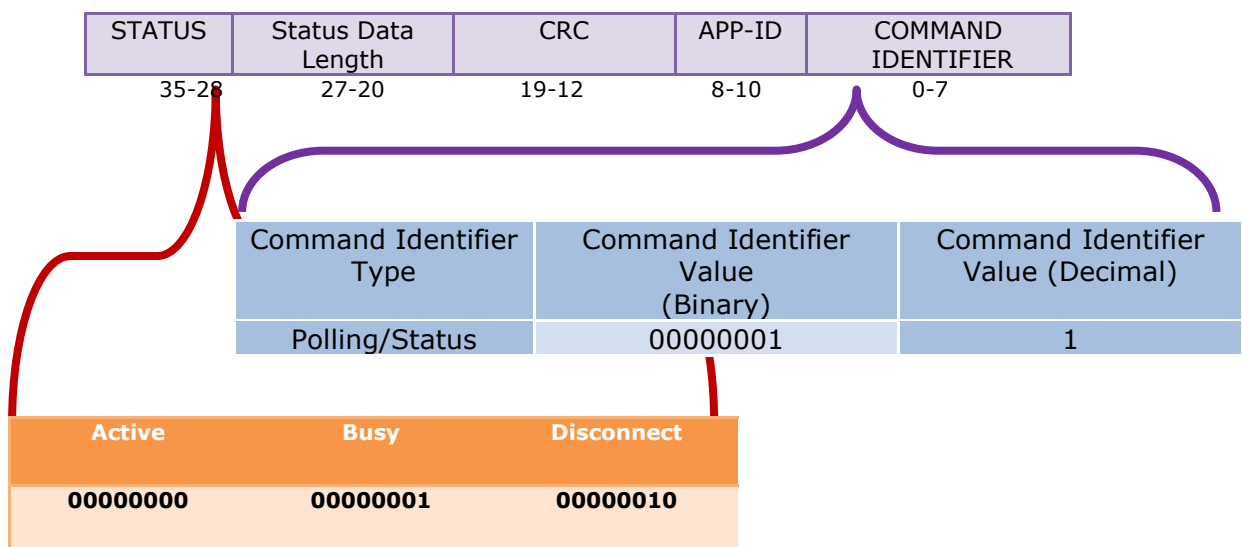 STATUS Status Data Length CRC APP-ID COMMAND IDENTIFIER
35-28 27-20 19-12 8-10 0-7
Command Identifier Type Command Identifier Value (Binary) Command Identifier Value (Decimal)
Polling/Status 00000001 1
Active Busy Disconnect
00000000 00000001 00000010